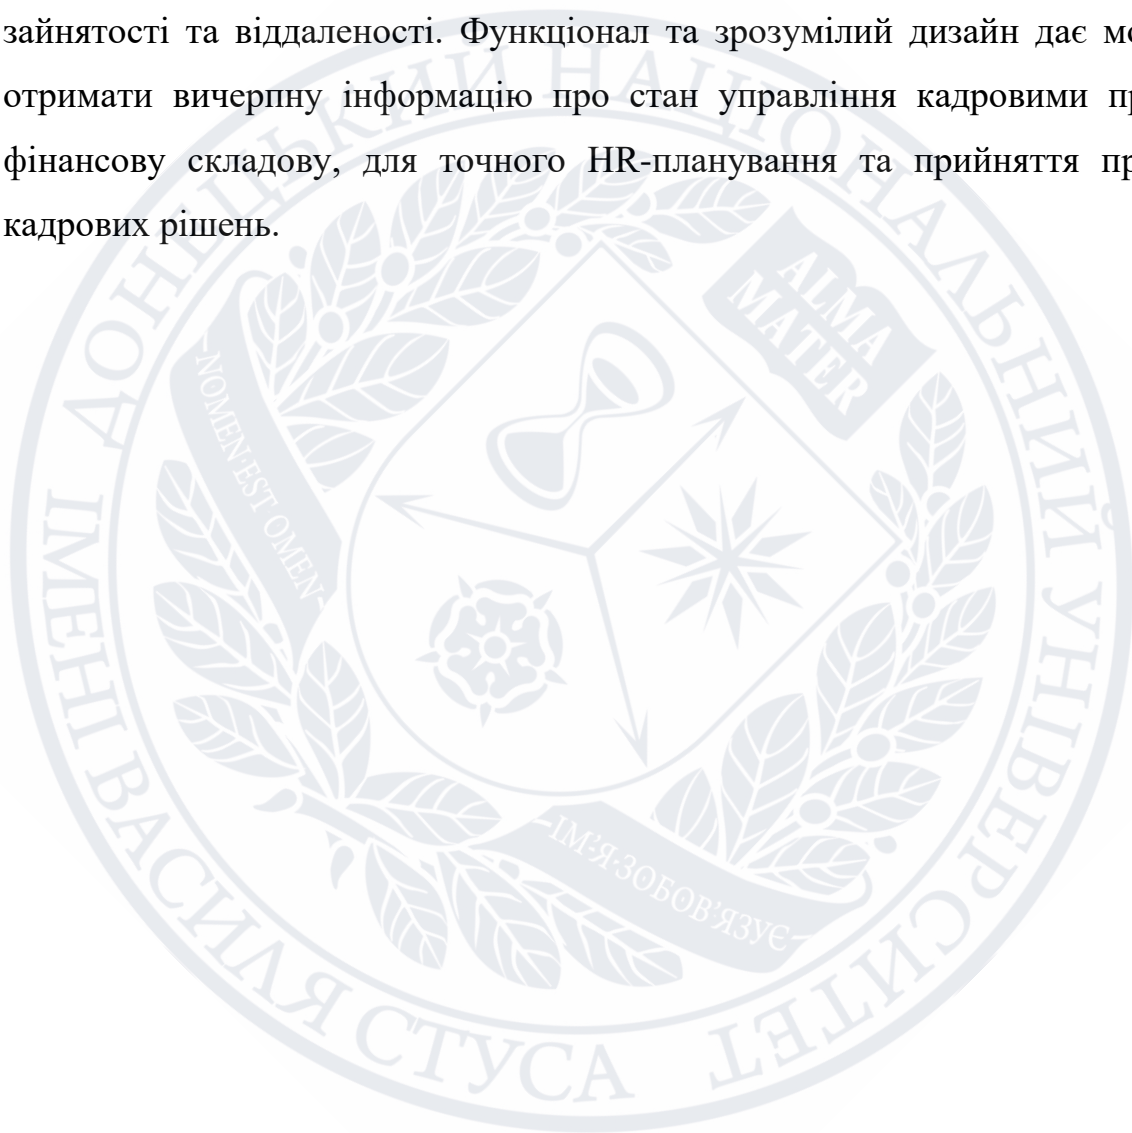 зайнятості та віддаленості. Функціонал та зрозумілий дизайн дає
отримати вичерпну інформацію про стан управління кадровими
фінансову складову, для точного HR-планування та прийняття
кадрових рішень.
ДОНЕЦЬКИЙ НАЦІОНАЛЬНИЙ УНІВЕРСИТЕТ
ІМЕНІ ВАСИЛЯ СТУСА
ALMA
MATER
NOMEN·EST OMEN
ІМ'Я·ЗОБОВ'ЯЗУЄ